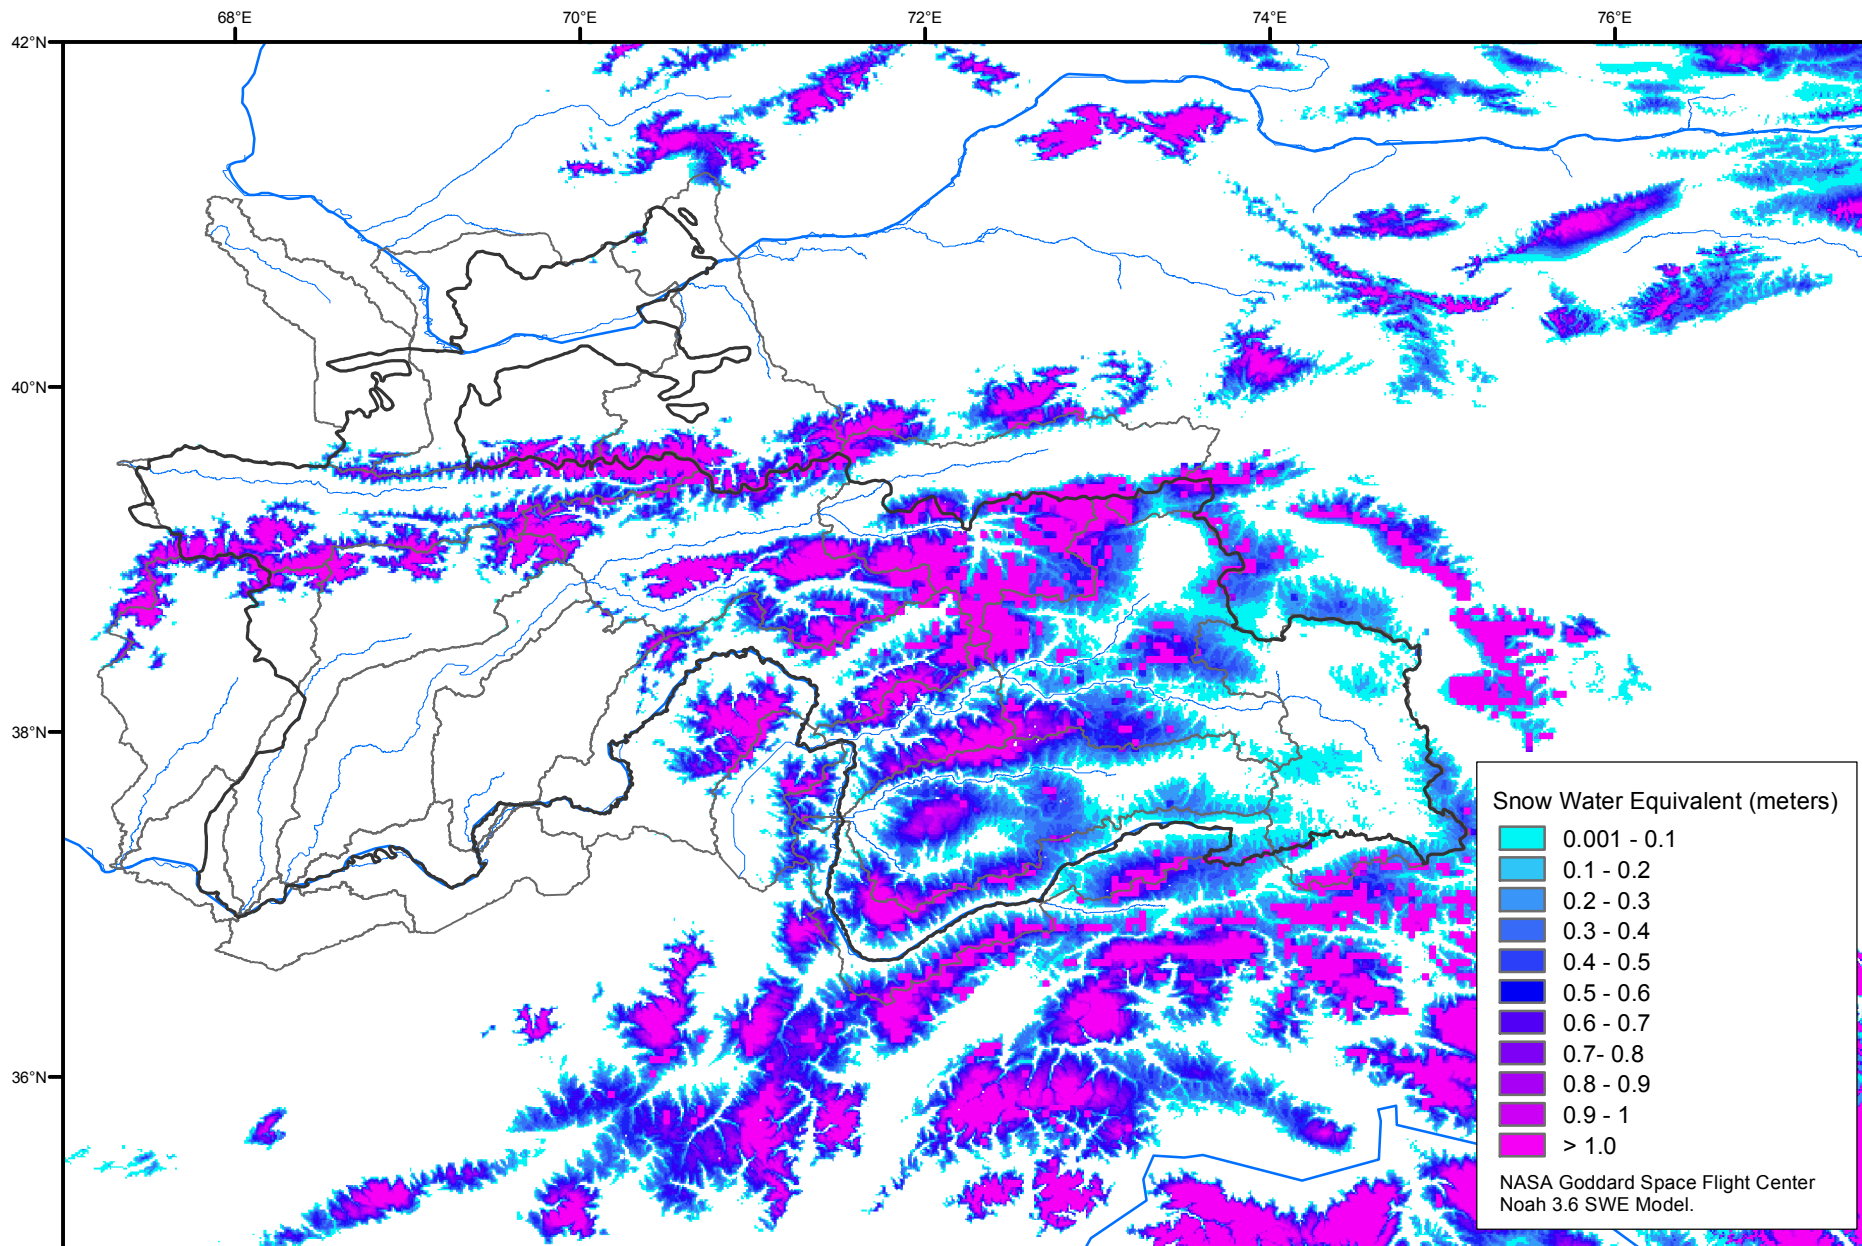 68°E
70°E
72°E
74°E
76°E
42°N
40°N
38°N
36°N
Snow Water Equivalent (meters)
0.001 - 0.1
0.1 - 0.2
0.2 - 0.3
0.3 - 0.4
0.4 - 0.5
0.5 - 0.6
0.6 - 0.7
0.7- 0.8
0.8 - 0.9
0.9 - 1
> 1.0
NASA Goddard Space Flight Center
Noah 3.6 SWE Model.